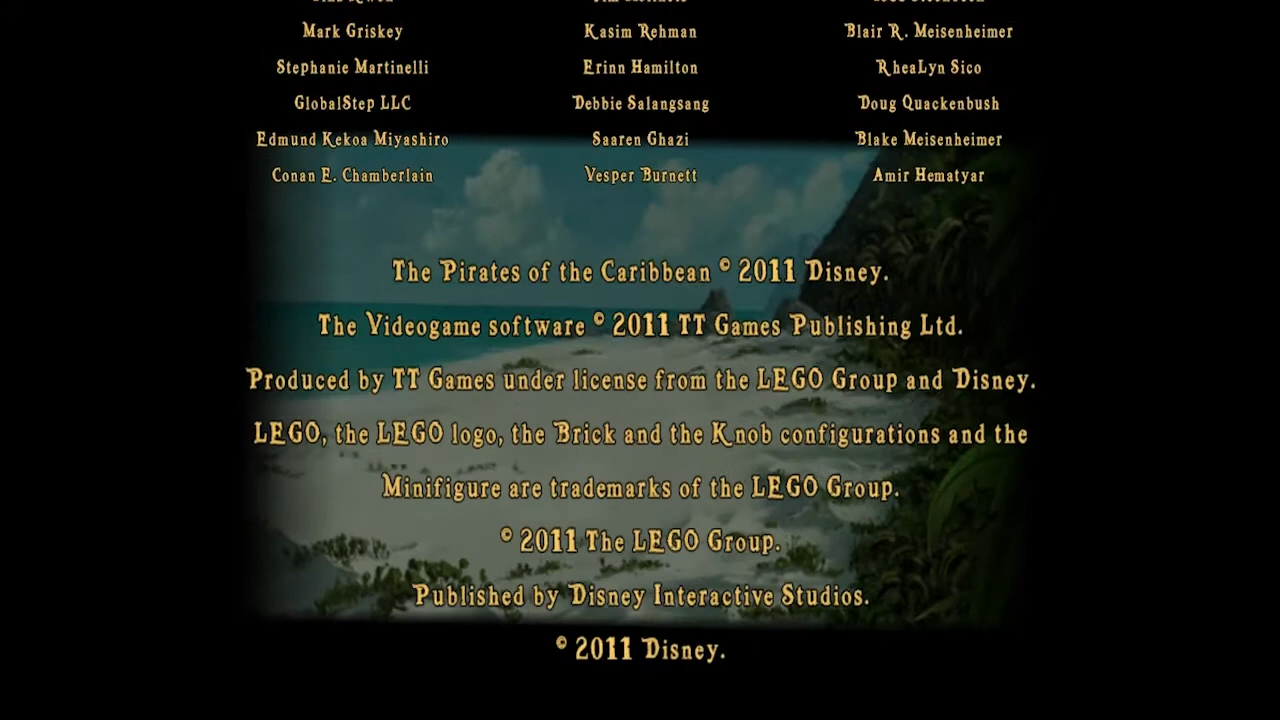 Mark Griskey Kasim Rehman Blair R. Meisenheimer
Stephanie Martinelli Erinn Hamilton RheaLyn Sico
GlobalStep LLC Debbie Salangsang Doug Quackenbush
Edmund Kekoa Miyashiro Saaren Ghazi Blake Meisenheimer
Conan E. Chamberlain Vesper Burnett Amir Hematyar
The Pirates of the Caribbean © 2011 Disney.
The Videogame software © 2011 TT Games Publishing Ltd.
Produced by TT Games under license from the LEGO Group and Disney.
LEGO, the LEGO logo, the Brick and the Knob configurations and the
Minifigure are trademarks of the LEGO Group.
© 2011 The LEGO Group.
Published by Disney Interactive Studios.
© 2011 Disney.